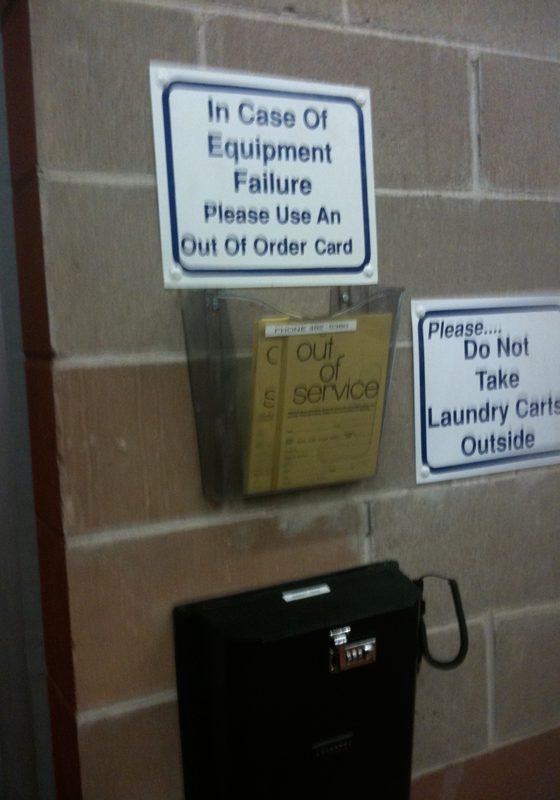 In Case Of
Equipment
Failure
Please Use An
Out Of Order Card
out
of
service
Please....
Do Not
Take
Laundry Carts
Outside